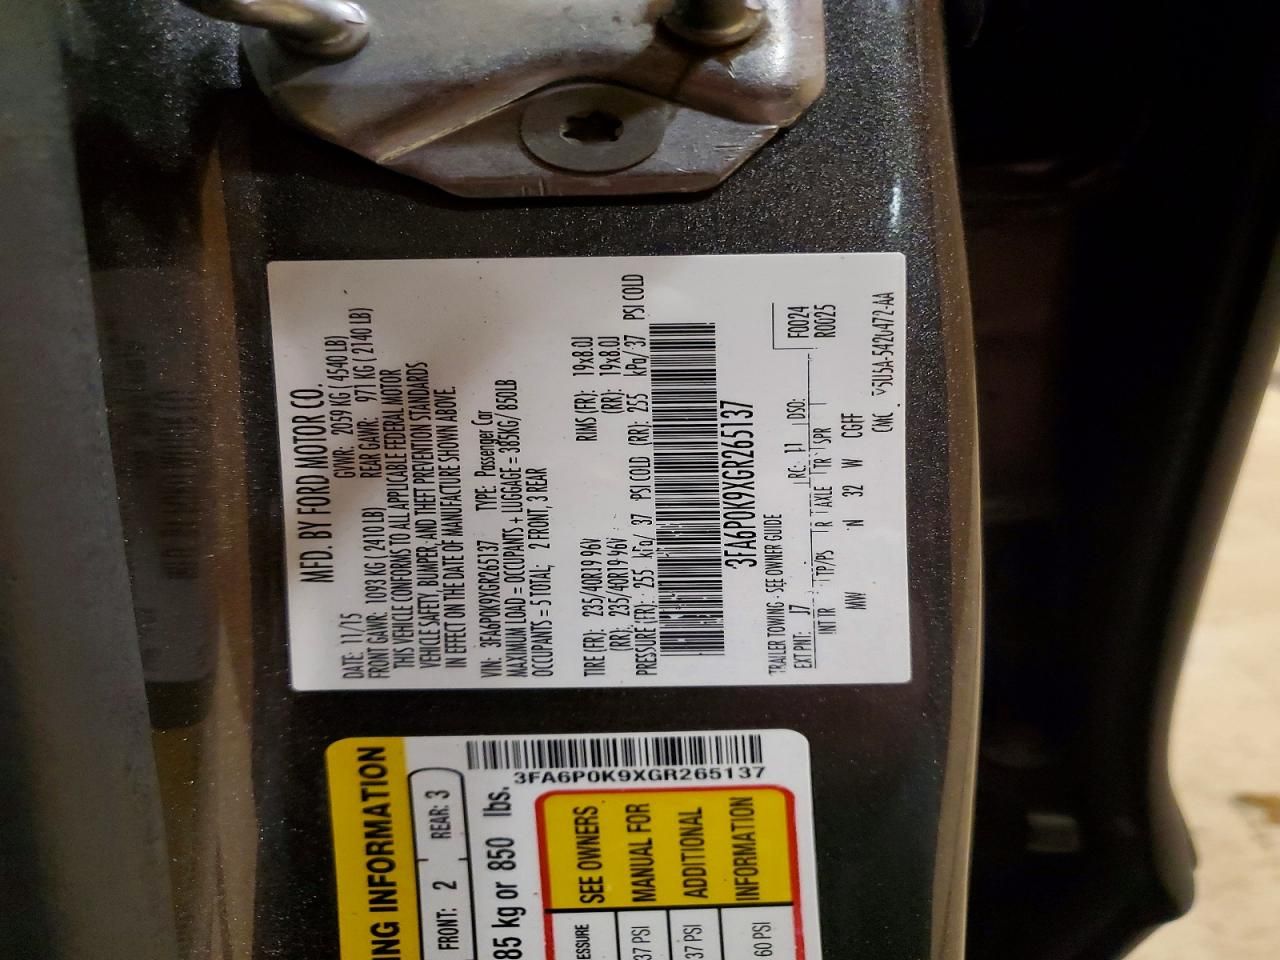 MFD. BY FORD MOTOR CO.
DATE: 11/15 GVWR: 2059 KG ( 4540 LB)
FRONT GAWR: 1093 KG 2410 LB) REAR GAWR: 971 KG ( 2140 LB)
THIS VEHICLE CONFORMS TO ALL APPLICABLE FEDERAL MOTOR
VEHICLE SAFETY, BUMPER, AND THEFT PREVENTION STANDARDS
IN EFFECT ON THE DATE OF MANUFACTURE SHOWN ABOVE.
VIN: 3FA6P0K9XGR265137 TYPE: Passenger Car
MAXIMUM LOAD = OCCUPANTS + LUGGAGE = 385KG/ 850LB
OCCUPANTS = 5 TOTAL, 2 FRONT, 3 REAR
TIRE (FR): 235/40R19 96V RIMS (FR): 19x8.0J
(RR): 235/40R19 96V (RR): 19x8.0J
PRESSURE (FR): 255 kPa/ 37 PSI COLD (RR): 255 kPa/ 37 PSI COLD
3FA6P0K9XGR265137
TRAILER TOWING - SEE OWNER GUIDE F0024
EXT PNT: J7 RC: 11 DSO: R0025
INT TR TP/PS R AXLE TR SPR
MW N 32 W CGFF
CMC V5U5A-5420472-AA
ING INFORMATION
FRONT: 2 REAR: 3
85 kg or 850 lbs.
3FA6P0K9XGR265137
ESSURE
37 PSI
37 PSI
60 PSI
SEE OWNERS
MANUAL FOR
ADDITIONAL
INFORMATION